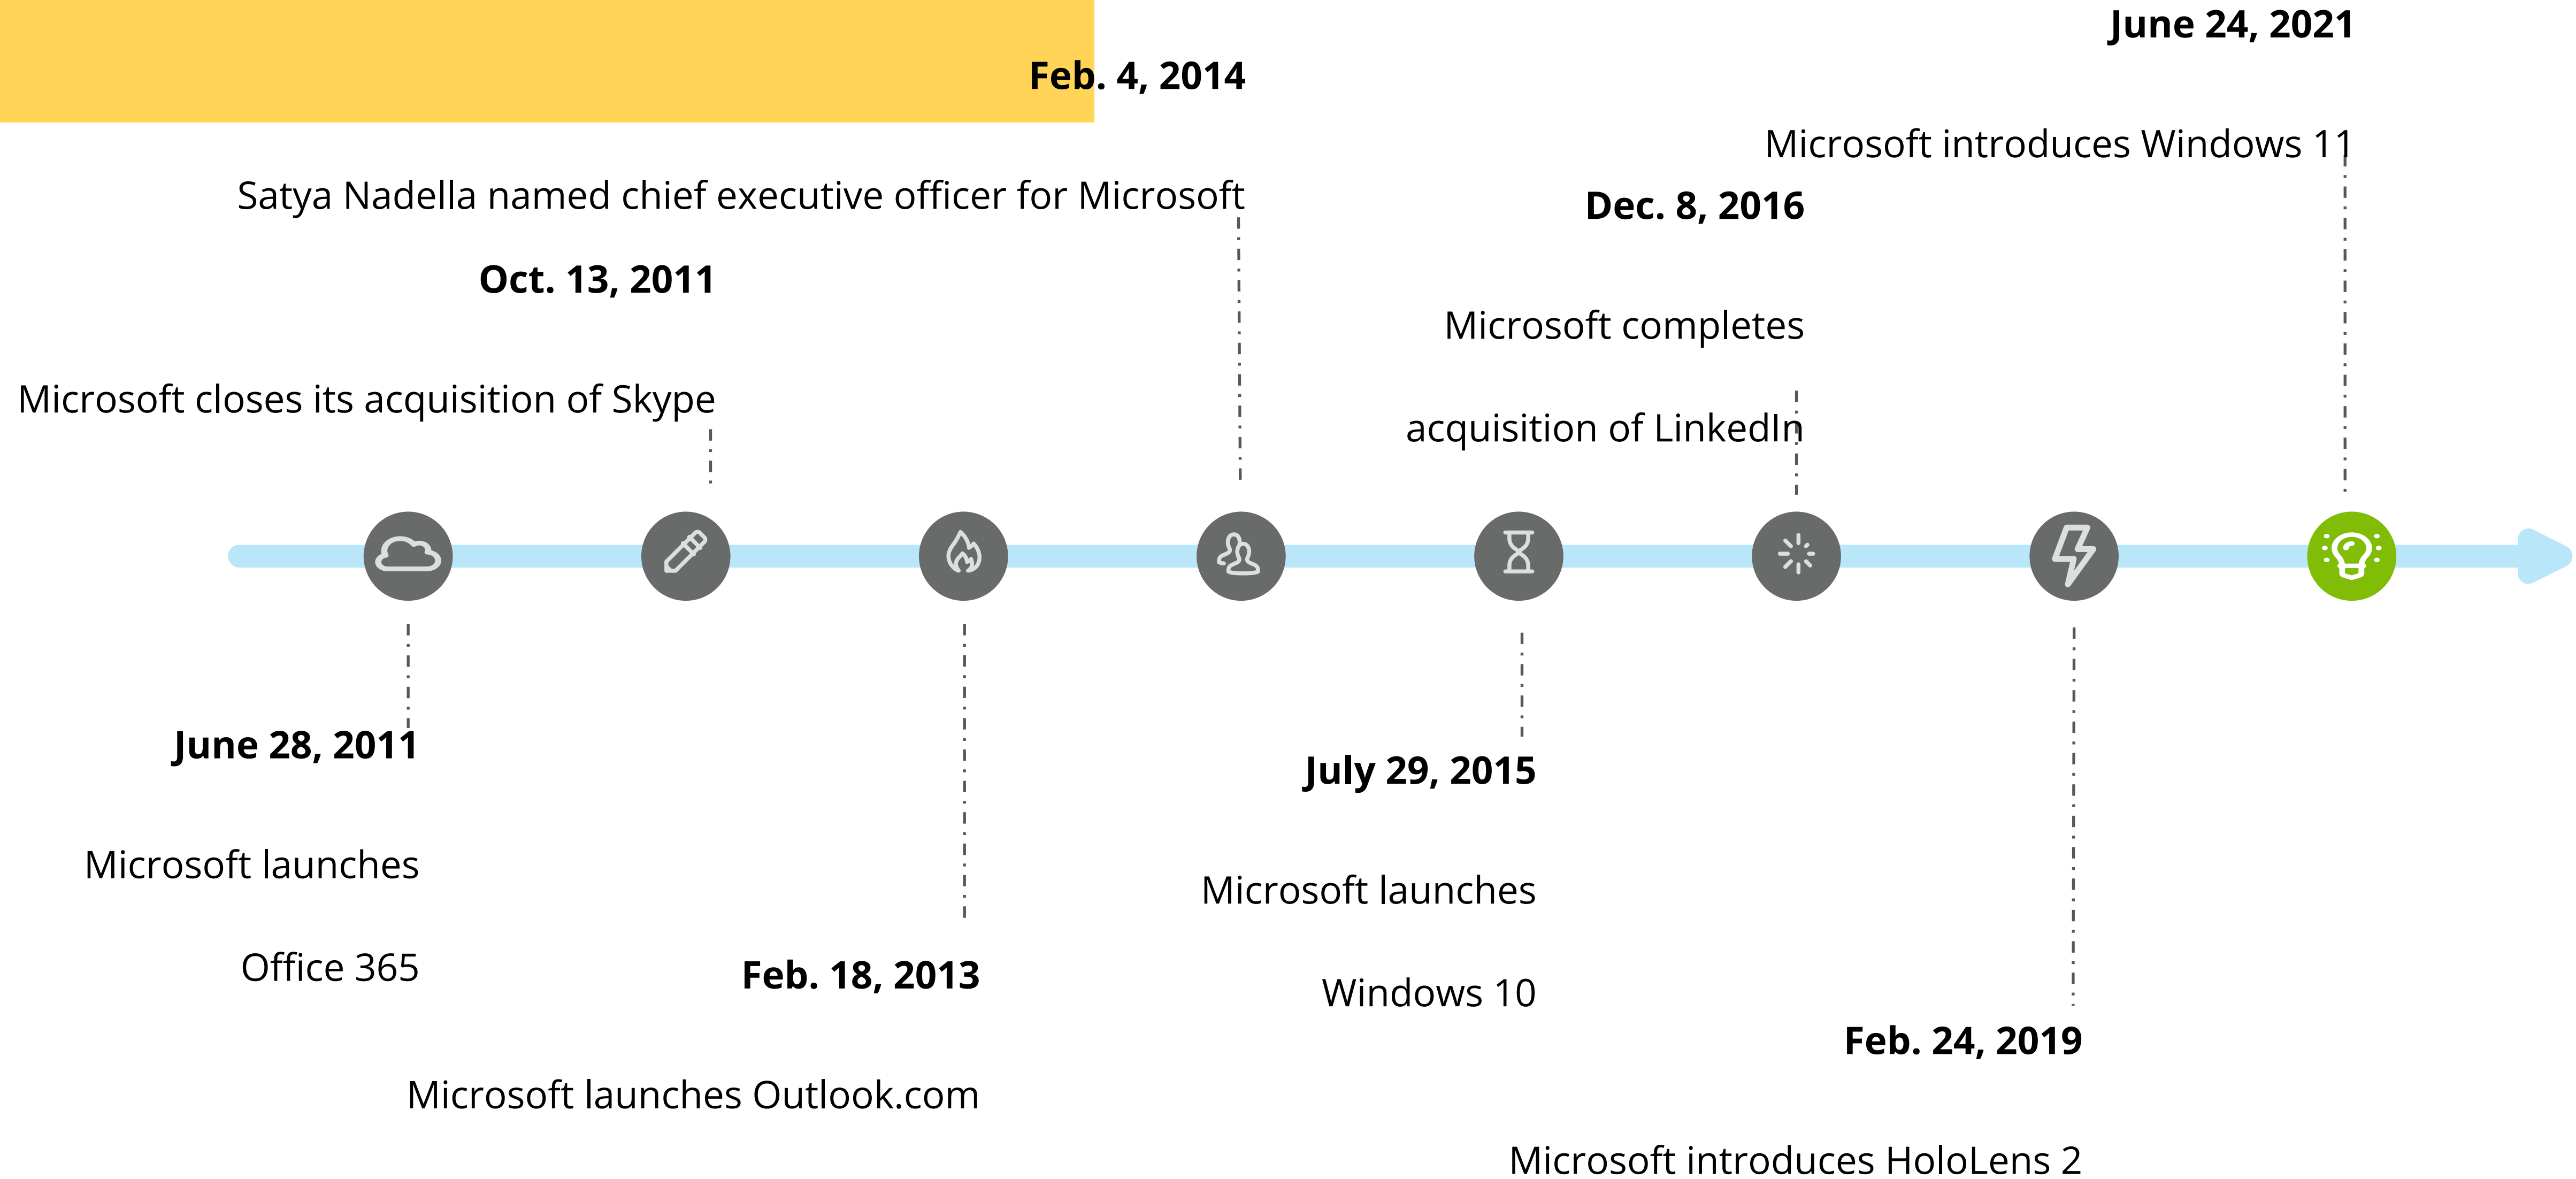 June 28, 2011
Microsoft launches
Office 365
Oct. 13, 2011
Microsoft closes its acquisition of Skype
Feb. 18, 2013
Microsoft launches Outlook.com
Feb. 4, 2014
Satya Nadella named chief executive officer for Microsoft
July 29, 2015
Microsoft launches
Windows 10
Dec. 8, 2016
Microsoft completes
acquisition of LinkedIn
Feb. 24, 2019
Microsoft introduces HoloLens 2
June 24, 2021
Microsoft introduces Windows 11